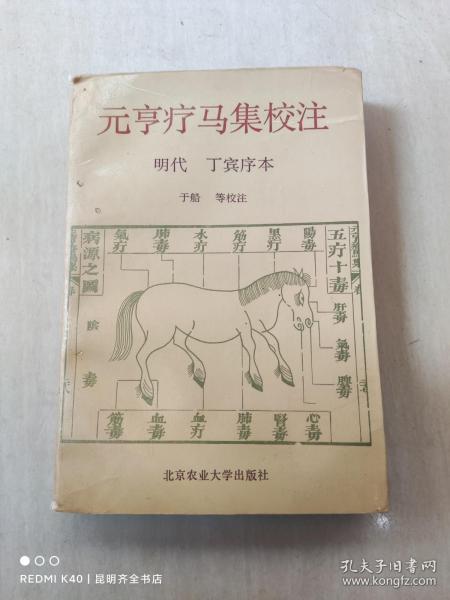 元亨疗马集校注
明代 丁宾序本
于船 等校注
五疔十毒
病源之圖
氣疔
肺毒
水疔
筋疔
黑疔
陽毒
肝毒
氣毒
脾毒
陰毒
筋毒
血毒
血疔
肺毒
腎毒
心毒
北京农业大学出版社
REDMI K40 | 昆明齐全书店
孔夫子旧书网
www.kongfz.com